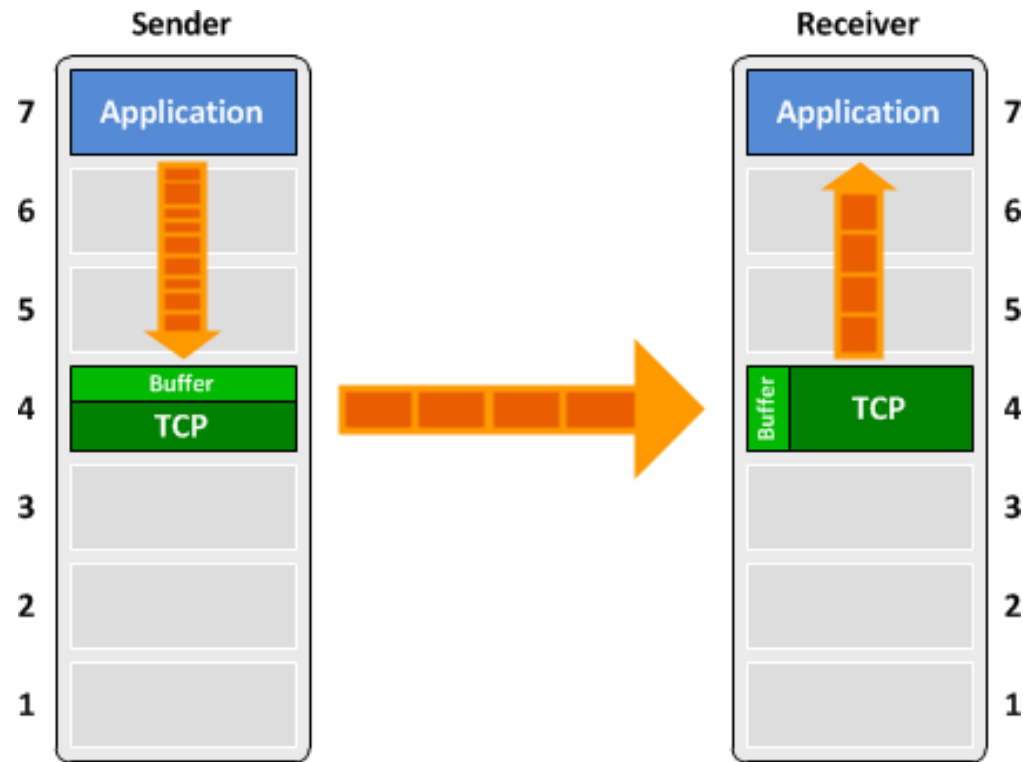 Sender
Receiver
7 Application Application 7
6 6
5 5
Buffer
4 TCP Buffer TCP 4
3 3
2 2
1 1